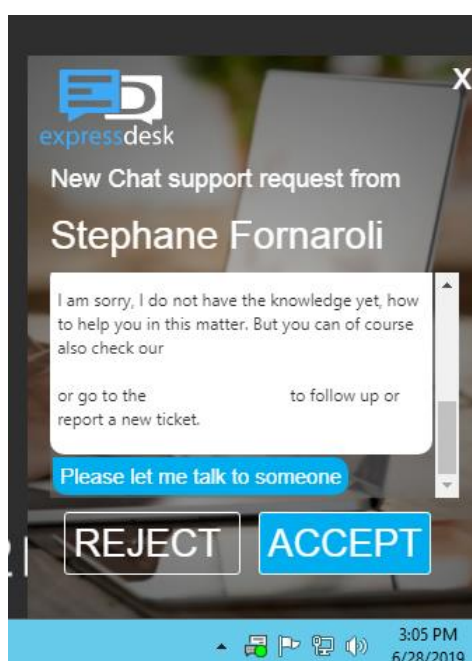 X
expressdesk
New Chat support request from
Stephane Fornaroli
I am sorry, I do not have the knowledge yet, how
to help you in this matter. But you can of course
also check our
or go to the to follow up or
report a new ticket.
Please let me talk to someone
REJECT
ACCEPT
3:05 PM
6/28/2019